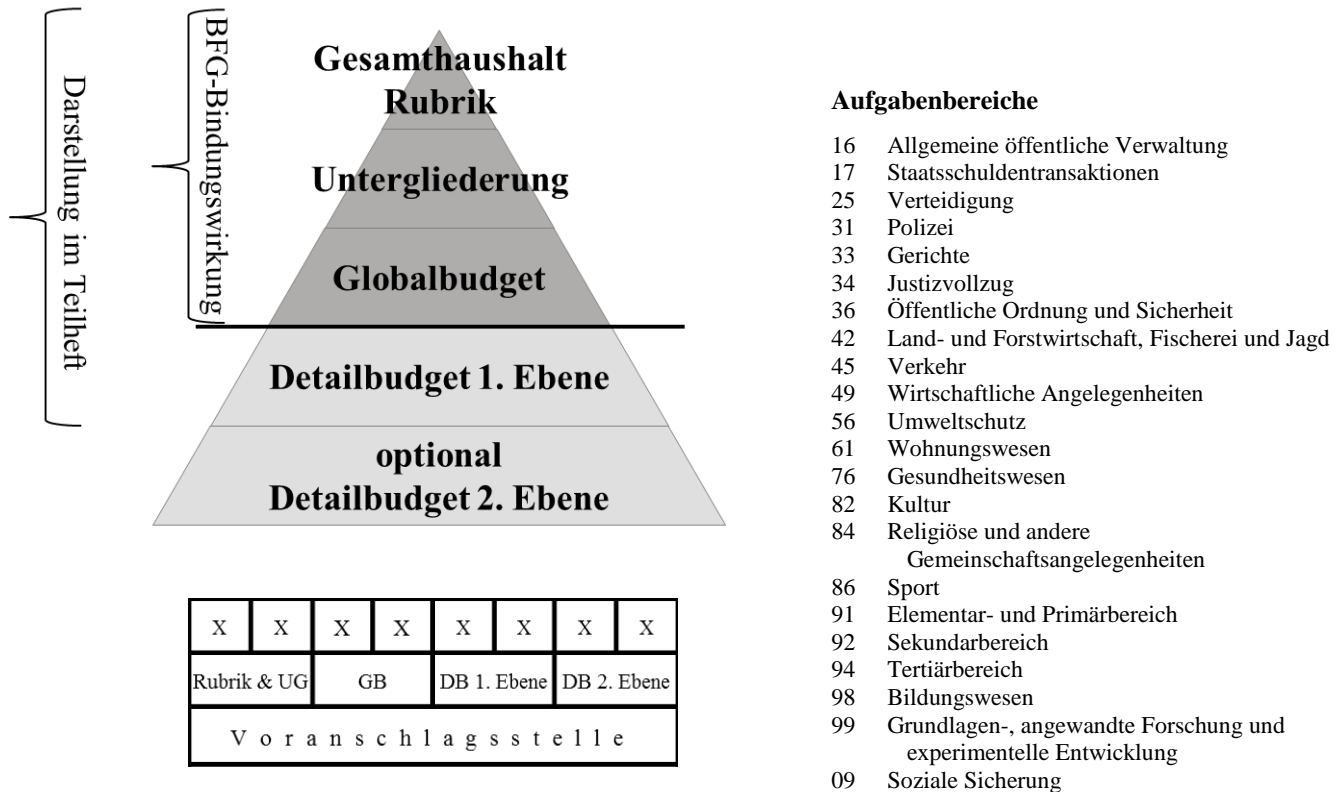 Darstellung im Teilheft
BFG-Bindungswirkung
Gesamthaushalt
Rubrik
Untergliederung
Globalbudget
Detailbudget 1. Ebene
optional
Detailbudget 2. Ebene
X X X X X X X X
Rubrik & UG GB DB 1. Ebene DB 2. Ebene
Voranschlagsstelle
Aufgabenbereiche
16 Allgemeine öffentliche Verwaltung
17 Staatsschuldentransaktionen
25 Verteidigung
31 Polizei
33 Gerichte
34 Justizvollzug
36 Öffentliche Ordnung und Sicherheit
42 Land- und Forstwirtschaft, Fischerei und Jagd
45 Verkehr
49 Wirtschaftliche Angelegenheiten
56 Umweltschutz
61 Wohnungswesen
76 Gesundheitswesen
82 Kultur
84 Religiöse und andere
Gemeinschaftsangelegenheiten
86 Sport
91 Elementar- und Primärbereich
92 Sekundarbereich
94 Tertiärbereich
98 Bildungswesen
99 Grundlagen-, angewandte Forschung und
experimentelle Entwicklung
09 Soziale Sicherung